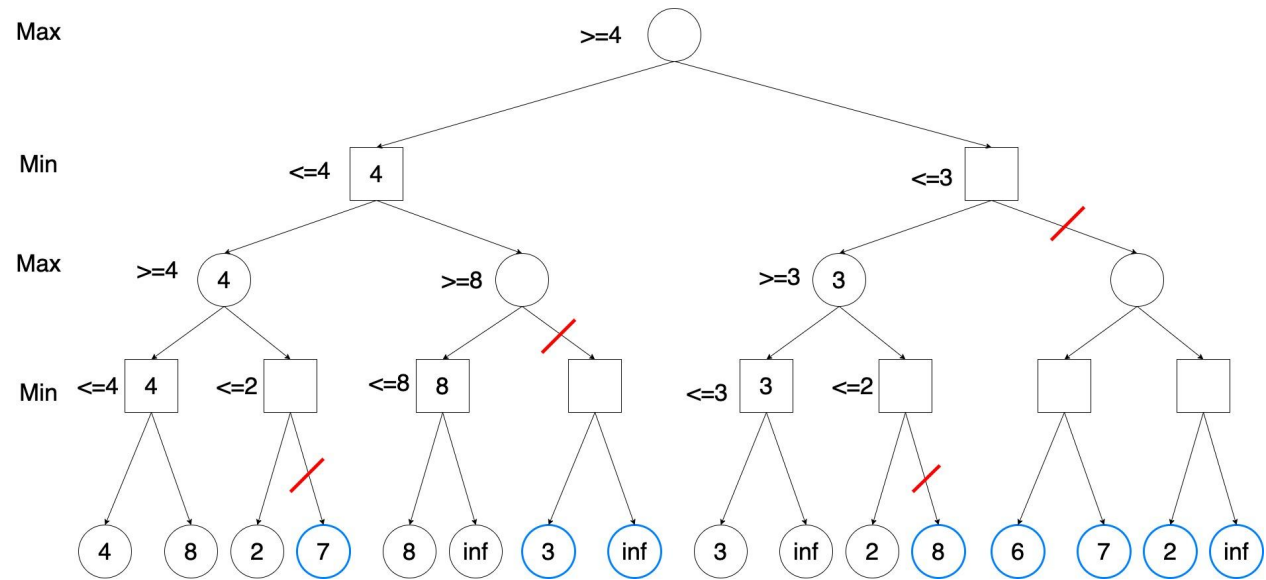 Max >=4
Min <=4 4 <=3
Max >=4 4 >=8 >=3 3
Min <=4 4 <=2 <=8 8 <=3 3 <=2
4 8 2 7 8 inf 3 inf 3 inf 2 8 6 7 2 inf